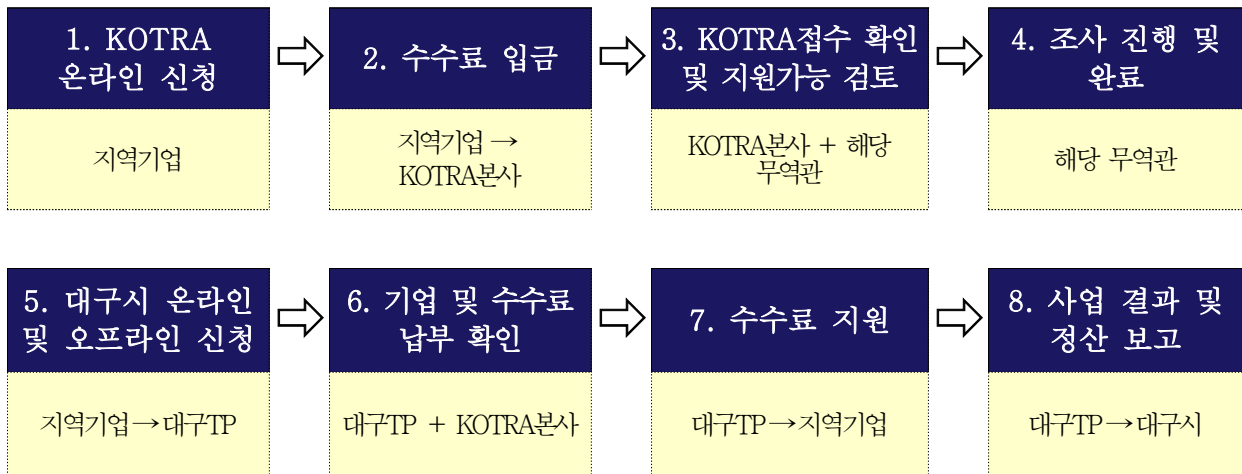 1. KOTRA
온라인 신청
지역기업
2. 수수료 입금
지역기업 →
KOTRA본사
3. KOTRA접수 확인
및 지원가능 검토
KOTRA본사 + 해당
무역관
4. 조사 진행 및
완료
해당 무역관
5. 대구시 온라인
및 오프라인 신청
지역기업→대구TP
6. 기업 및 수수료
납부 확인
대구TP + KOTRA본사
7. 수수료 지원
대구TP→지역기업
8. 사업 결과 및
정산 보고
대구TP→대구시